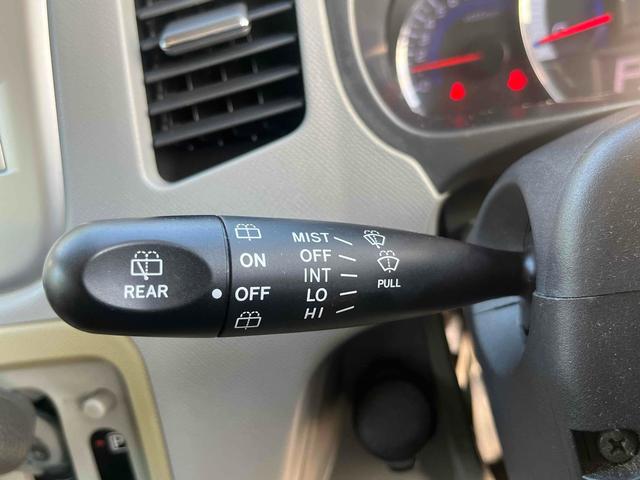 REAR
ON
OFF
MIST
OFF
INT
LO
HI
PULL
P